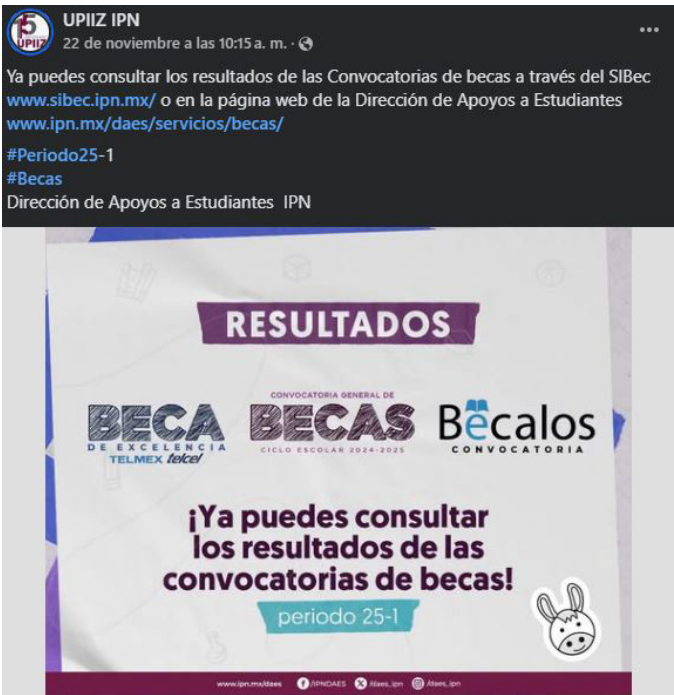 15
UPIIZ
UPIIZ IPN
22 de noviembre a las 10:15 a. m. ·
Ya puedes consultar los resultados de las Convocatorias de becas a través del SIBec
www.sibec.ipn.mx/ o en la página web de la Dirección de Apoyos a Estudiantes
www.ipn.mx/daes/servicios/becas/
#Periodo25-1
#Becas
Dirección de Apoyos a Estudiantes IPN
RESULTADOS
BECA
DE EXCELENCIA
TELMEX telcel
CONVOCATORIA GENERAL DE
BECAS
CICLO ESCOLAR 2024-2025
Bécalos
CONVOCATORIA
¡Ya puedes consultar
los resultados de las
convocatorias de becas!
periodo 25-1
www.ipn.mx/daes /IPNDAES /daes_ipn /daes_ipn